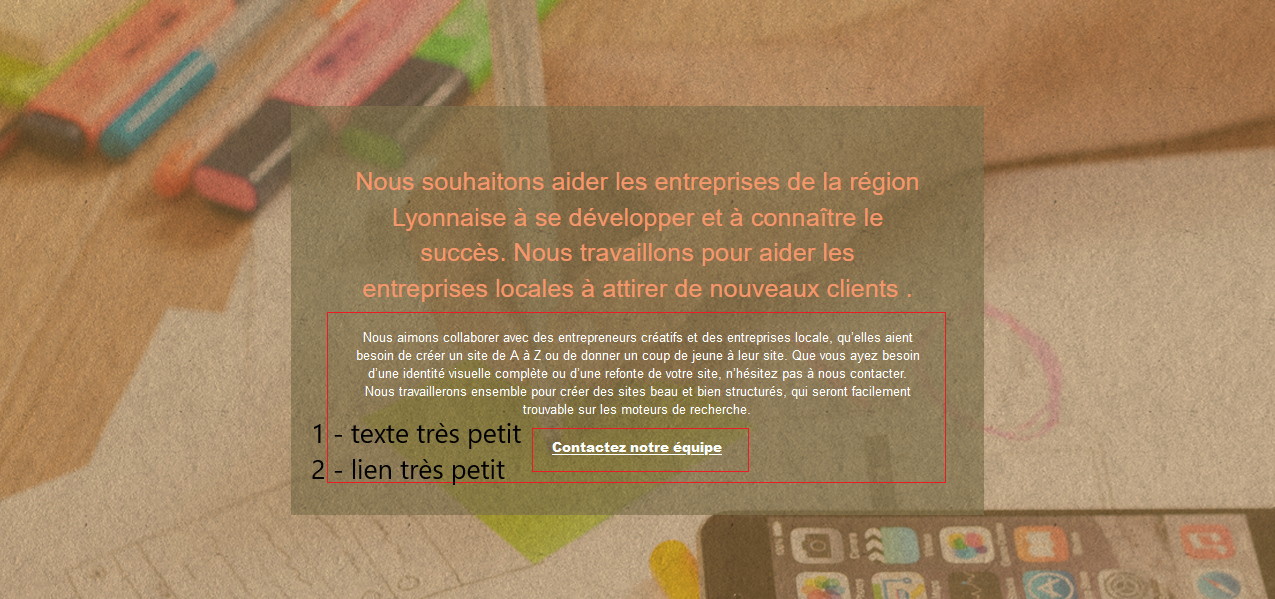 Nous souhaitons aider les entreprises de la région
Lyonnaise à se développer et à connaître le
succès. Nous travaillons pour aider les
entreprises locales à attirer de nouveaux clients .
Nous aimons collaborer avec des entrepreneurs créatifs et des entreprises locale, qu’elles aient
besoin de créer un site de A à Z ou de donner un coup de jeune à leur site. Que vous ayez besoin
d’une identité visuelle complète ou d’une refonte de votre site, n’hésitez pas à nous contacter.
Nous travaillerons ensemble pour créer des sites beau et bien structurés, qui seront facilement
trouvable sur les moteurs de recherche.
1 - texte très petit
Contactez notre équipe
2 - lien très petit